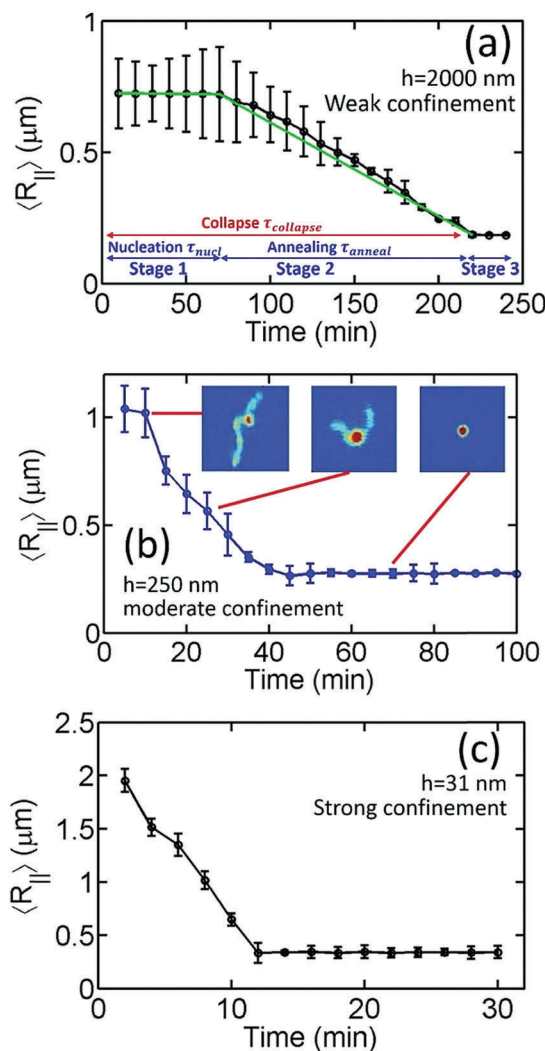 (a)
h=2000 nm
Weak confinement
1
0.5
0
⟨R||⟩ (μm)
Collapse τcollapse
Nucleation τnucl Annealing τanneal
Stage 1 Stage 2 Stage 3
0 50 100 150 200 250
Time (min)
1
0.5
0
⟨R||⟩ (μm)
(b)
h=250 nm
moderate confinement
0 20 40 60 80 100
Time (min)
(c)
h=31 nm
Strong confinement
2.5
2
1.5
1
0.5
0
⟨R||⟩ (μm)
0 10 20 30
Time (min)